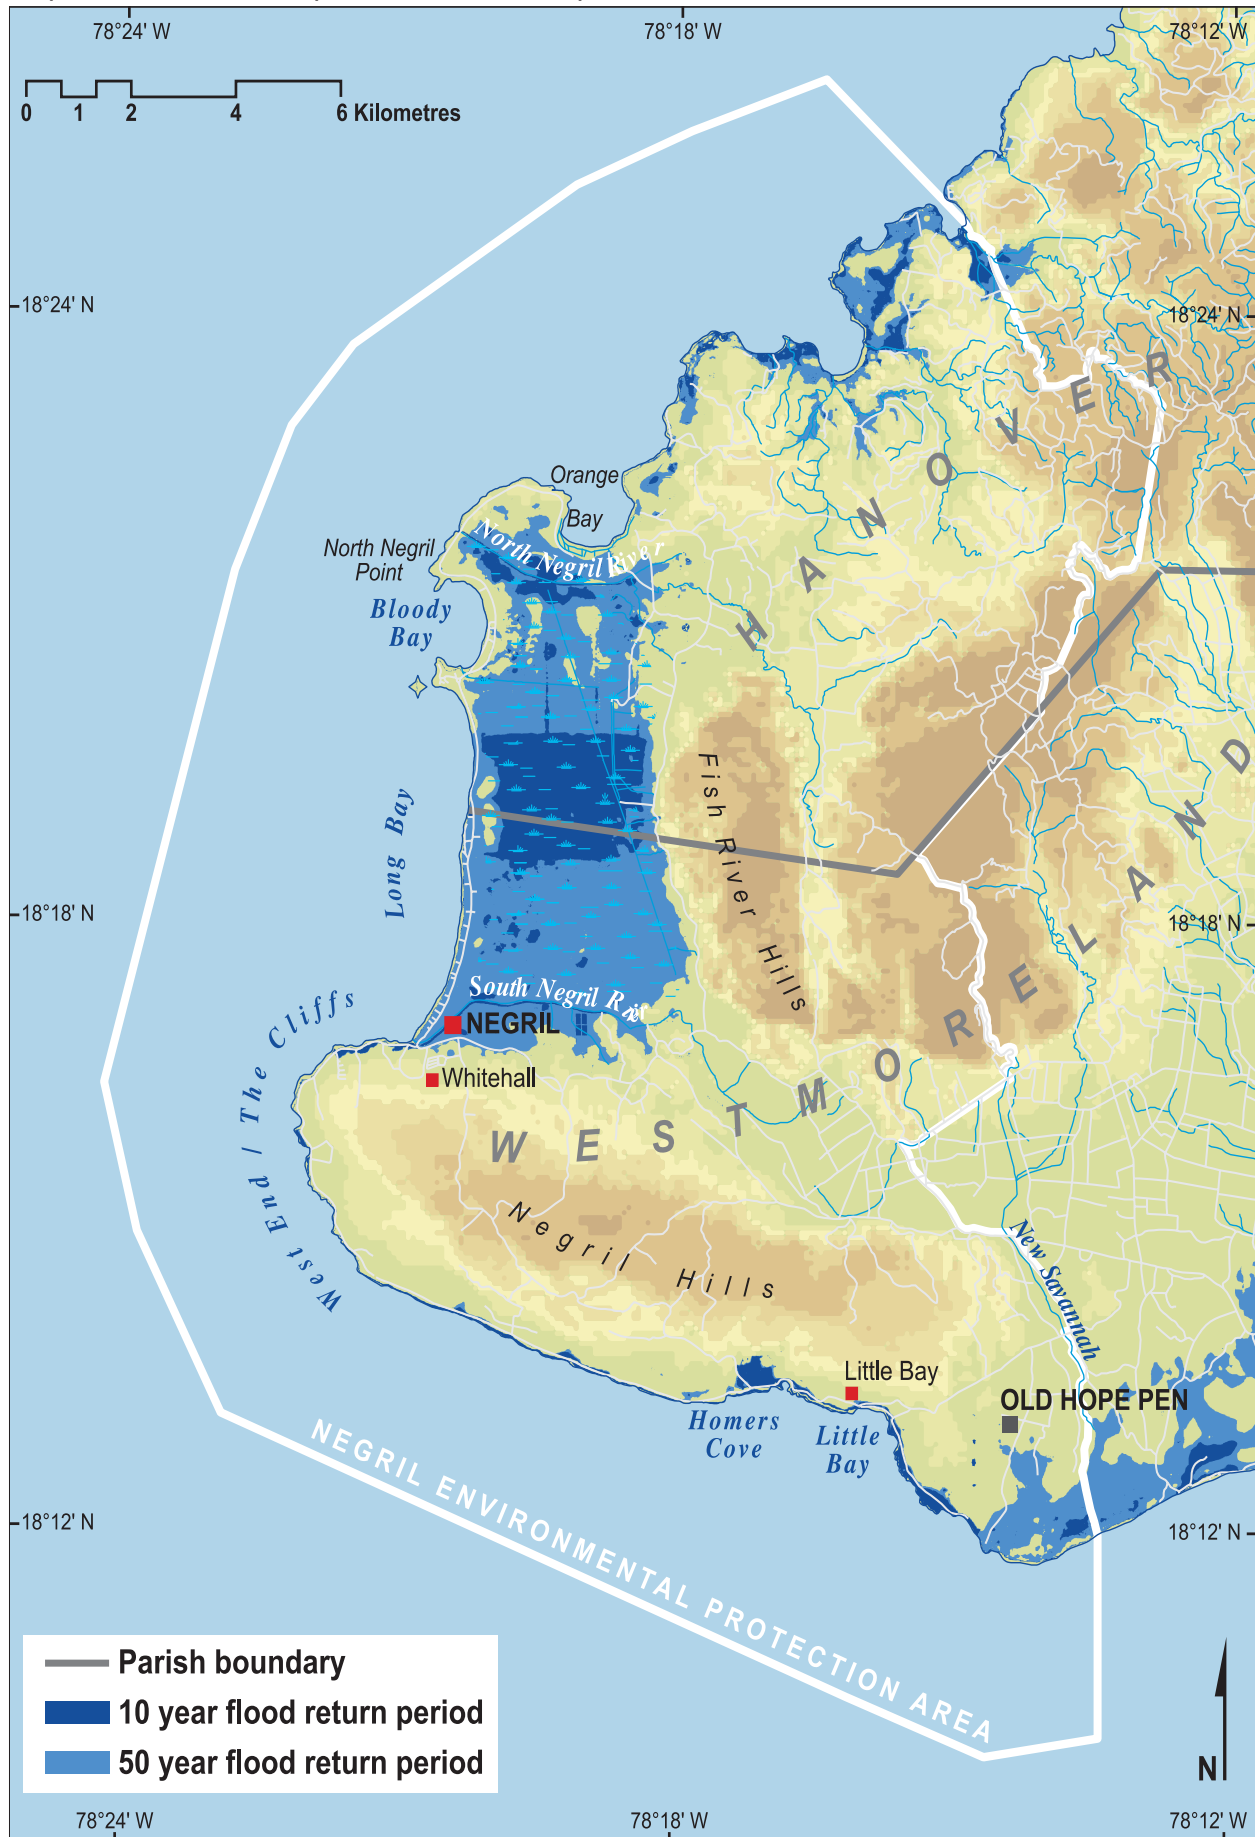 78°24' W
78°18' W
78°12' W
0 1 2 4 6 Kilometres
18°24' N
18°24' N
HANOVER
Orange
Bay
North Negril River
North Negril
Point
Bloody
Bay
Long Bay
Fish River Hills
18°18' N
18°18' N
WESTMORELAND
South Negril River
NEGRIL
Whitehall
West End / The Cliffs
Negril Hills
New Savannah
Little Bay
OLD HOPE PEN
Homers
Cove
Little
Bay
18°12' N
18°12' N
NEGRIL ENVIRONMENTAL PROTECTION AREA
Parish boundary
10 year flood return period
50 year flood return period
N
78°24' W
78°18' W
78°12' W